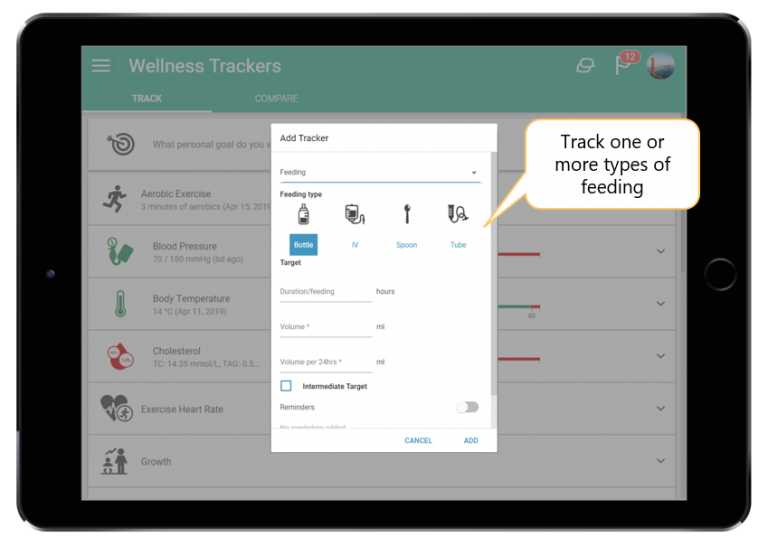 Wellness Trackers
12
TRACK
COMPARE
What personal goal do you w
Aerobic Exercise
3 minutes of aerobics (Apr 15, 2019
Blood Pressure
70 / 150 mmHg (6d ago)
Body Temperature
14 °C (Apr 11, 2019)
40
Cholesterol
TC: 14.35 mmol/L, TAG: 0.5...
Exercise Heart Rate
Growth
Add Tracker
Feeding
Feeding type
Bottle IV Spoon Tube
Target
Duration/feeding hours
Volume * ml
Volume per 24hrs * ml
Intermediate Target
Reminders
No reminders added
CANCEL ADD
Track one or
more types of
feeding